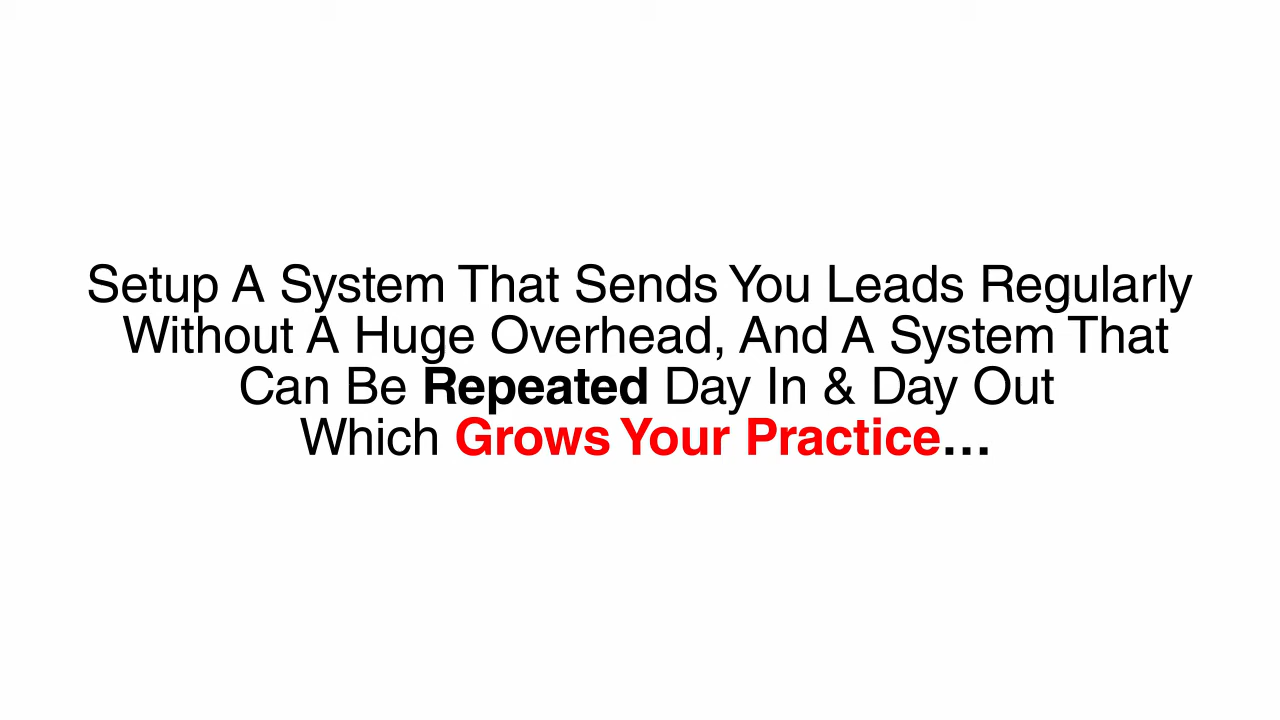 Setup A System That Sends You Leads Regularly
Without A Huge Overhead, And A System That
Can Be Repeated Day In & Day Out
Which Grows Your Practice...